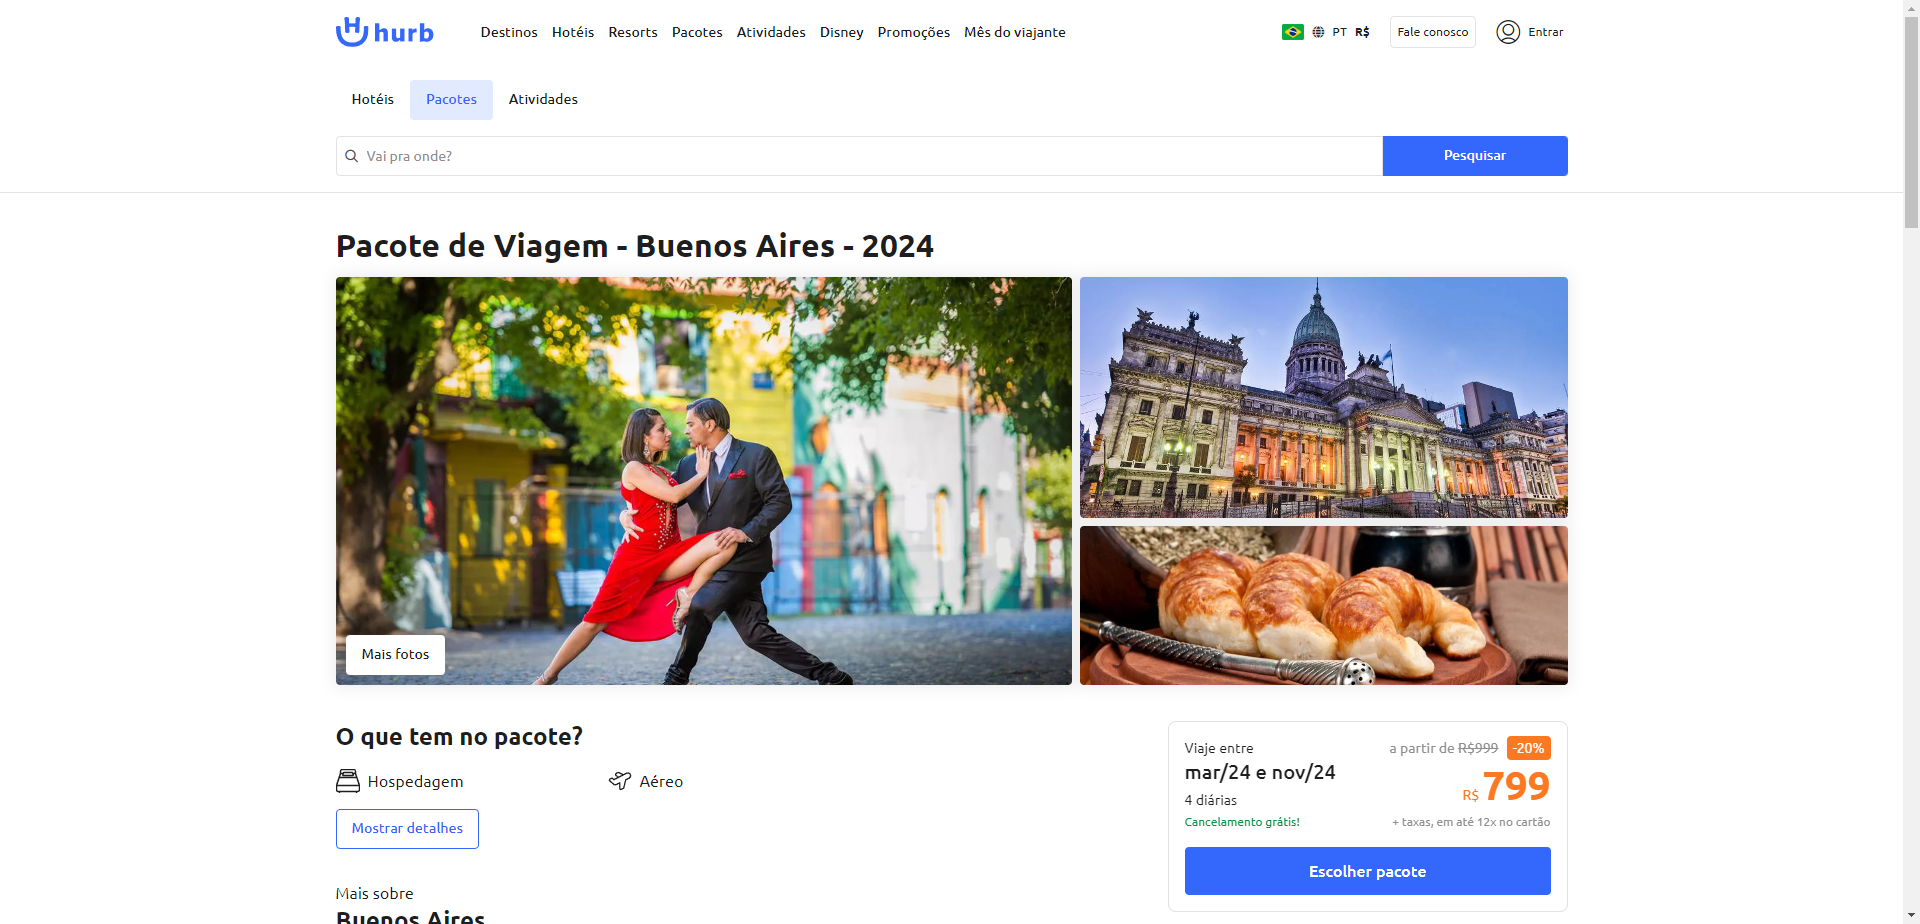 hurb
Destinos Hotéis Resorts Pacotes Atividades Disney Promoções Mês do viajante
PT R$ Fale conosco Entrar
Hotéis Pacotes Atividades
Vai pra onde? Pesquisar
Pacote de Viagem - Buenos Aires - 2024
Mais fotos
O que tem no pacote?
Hospedagem Aéreo
Mostrar detalhes
Mais sobre
Buenos Aires
Viaje entre
mar/24 e nov/24
4 diárias
Cancelamento grátis!
a partir de R$999 -20%
R$ 799
+ taxas, em até 12x no cartão
Escolher pacote